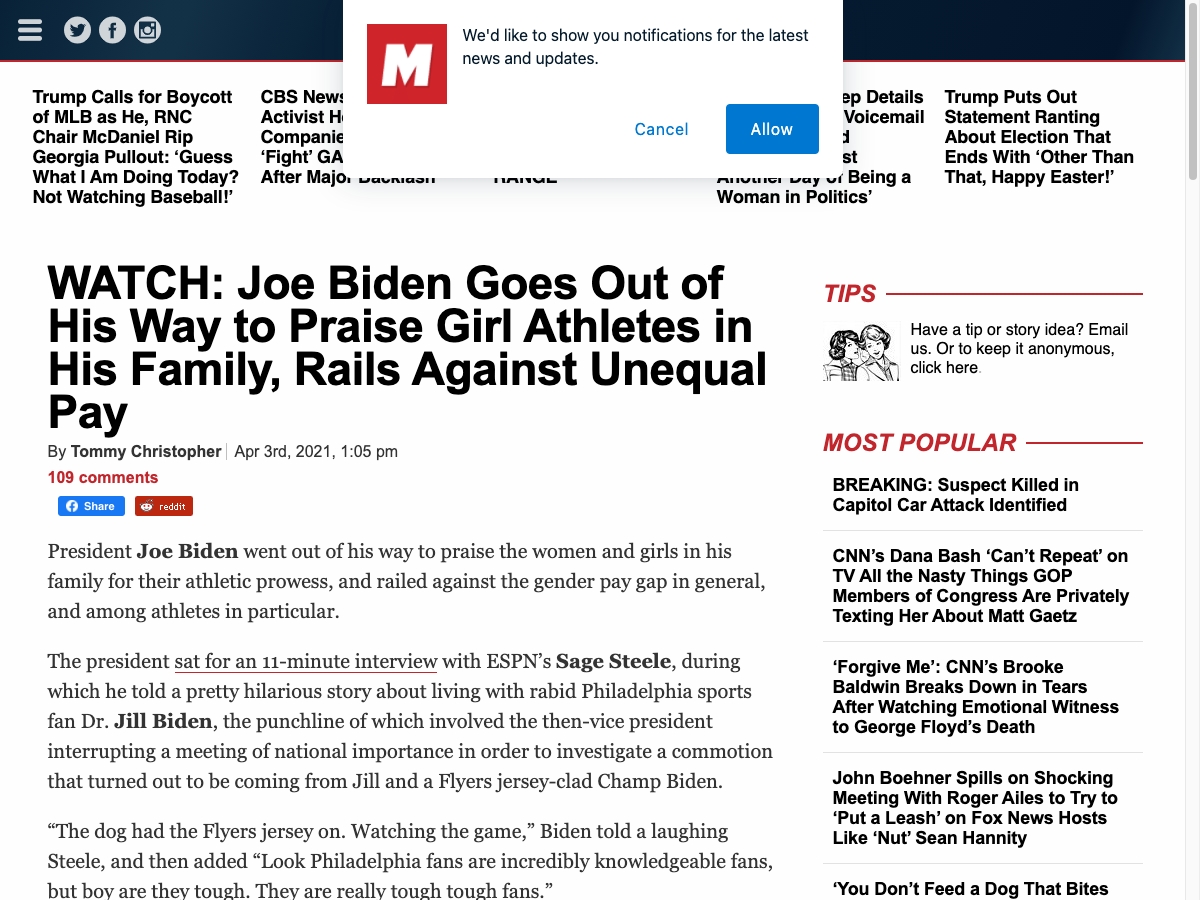 M
We'd like to show you notifications for the latest
news and updates.
Cancel
Allow
Trump Calls for Boycott
of MLB as He, RNC
Chair McDaniel Rip
Georgia Pullout: ‘Guess
What I Am Doing Today?
Not Watching Baseball!’
CBS News
Activist
‘Fight’ GA
After Major Backlash
RANGE
Details
Voicemail
Another Day of Being a
Woman in Politics’
Trump Puts Out
Statement Ranting
About Election That
Ends With ‘Other Than
That, Happy Easter!’
WATCH: Joe Biden Goes Out of
His Way to Praise Girl Athletes in
His Family, Rails Against Unequal
Pay
By Tommy Christopher Apr 3rd, 2021, 1:05 pm
109 comments
Share
reddit
President Joe Biden went out of his way to praise the women and girls in his
family for their athletic prowess, and railed against the gender pay gap in general,
and among athletes in particular.
The president sat for an 11-minute interview with ESPN’s Sage Steele, during
which he told a pretty hilarious story about living with rabid Philadelphia sports
fan Dr. Jill Biden, the punchline of which involved the then-vice president
interrupting a meeting of national importance in order to investigate a commotion
that turned out to be coming from Jill and a Flyers jersey-clad Champ Biden.
“The dog had the Flyers jersey on. Watching the game,” Biden told a laughing
Steele, and then added “Look Philadelphia fans are incredibly knowledgeable fans,
but boy are they tough. They are really tough tough fans.”
TIPS
Have a tip or story idea? Email
us. Or to keep it anonymous,
click here.
MOST POPULAR
BREAKING: Suspect Killed in
Capitol Car Attack Identified
CNN’s Dana Bash ‘Can’t Repeat’ on
TV All the Nasty Things GOP
Members of Congress Are Privately
Texting Her About Matt Gaetz
‘Forgive Me’: CNN’s Brooke
Baldwin Breaks Down in Tears
After Watching Emotional Witness
to George Floyd’s Death
John Boehner Spills on Shocking
Meeting With Roger Ailes to Try to
‘Put a Leash’ on Fox News Hosts
Like ‘Nut’ Sean Hannity
‘You Don’t Feed a Dog That Bites